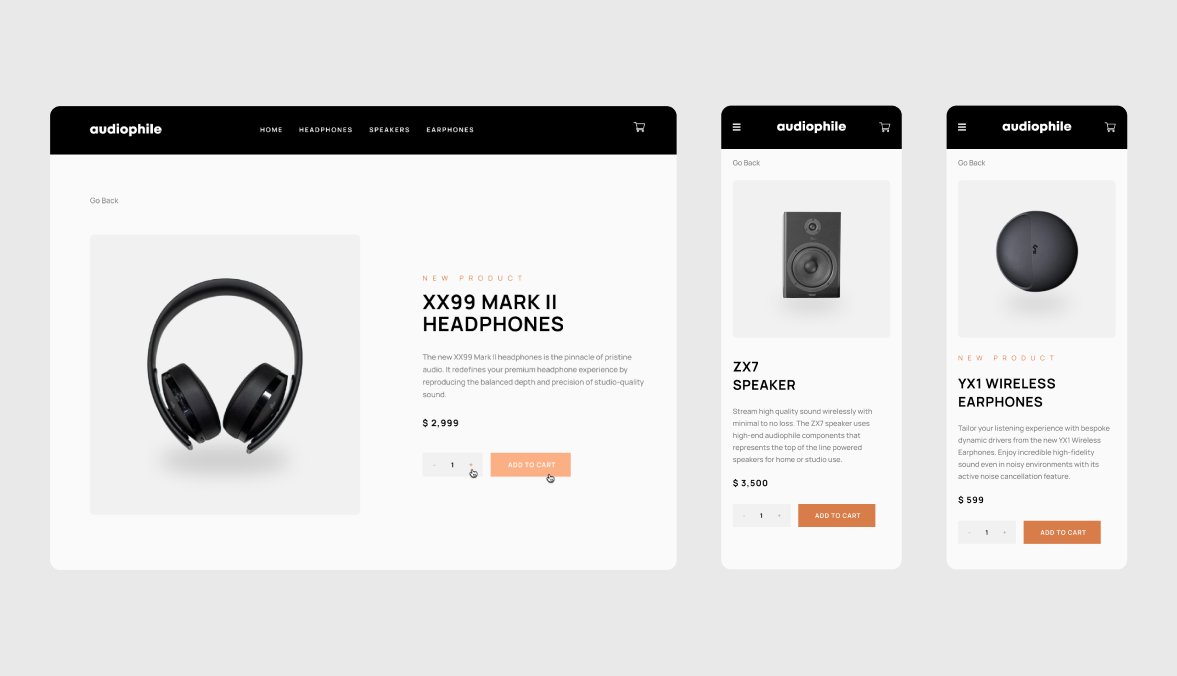 audiophile
HOME HEADPHONES SPEAKERS EARPHONES
Go Back
NEW PRODUCT
XX99 MARK II
HEADPHONES
The new XX99 Mark II headphones is the pinnacle of pristine
audio. It redefines your premium headphone experience by
reproducing the balanced depth and precision of studio-quality
sound.
$ 2,999
- 1 +
ADD TO CART
audiophile
Go Back
ZX7
SPEAKER
Stream high quality sound wirelessly with
minimal to no loss. The ZX7 speaker uses
high-end audiophile components that
represents the top of the line powered
speakers for home or studio use.
$ 3,500
- 1 +
ADD TO CART
audiophile
Go Back
NEW PRODUCT
YX1 WIRELESS
EARPHONES
Tailor your listening experience with bespoke
dynamic drivers from the new YX1 Wireless
Earphones. Enjoy incredible high-fidelity
sound even in noisy environments with its
active noise cancellation feature.
$ 599
- 1 +
ADD TO CART